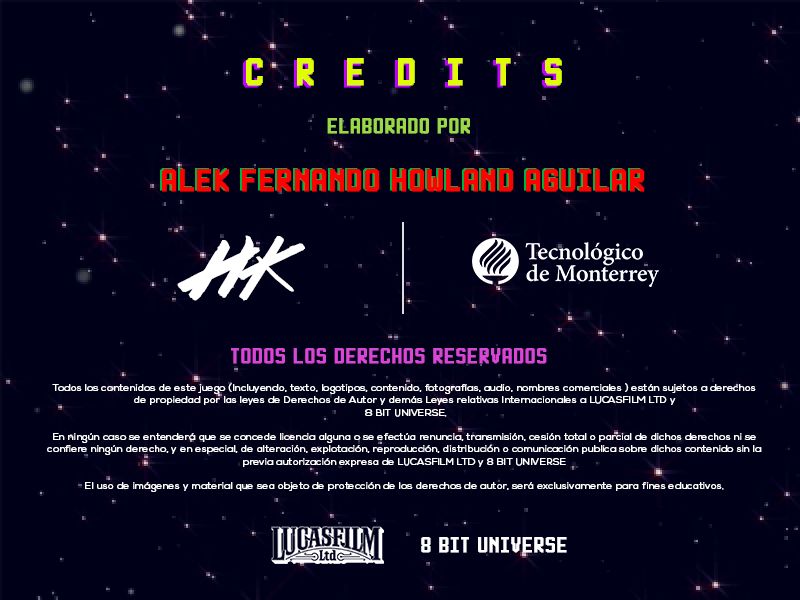 CREDITS
ELABORADO POR
ALEK FERNANDO HOWLAND AGUILAR
HK
Tecnológico
de Monterrey
TODOS LOS DERECHOS RESERVADOS
Todos los contenidos de este juego (Incluyendo, texto, logotipos, contenido, fotografías, audio, nombres comerciales ) están sujetos a derechos
de propiedad por las leyes de Derechos de Autor y demás Leyes relativas Internacionales a LUCASFILM LTD y
8 BIT UNIVERSE.
En ningún caso se entenderá que se concede licencia alguna o se efectúa renuncia, transmisión, cesión total o parcial de dichos derechos ni se
confiere ningún derecho, y en especial, de alteración, explotación, reproducción, distribución o comunicación publica sobre dichos contenido sin la
previa autorización expresa de LUCASFILM LTD y 8 BIT UNIVERSE
El uso de imágenes y material que sea objeto de protección de los derechos de autor, será exclusivamente para fines educativos.
LUCASFILM
Ltd
8 BIT UNIVERSE